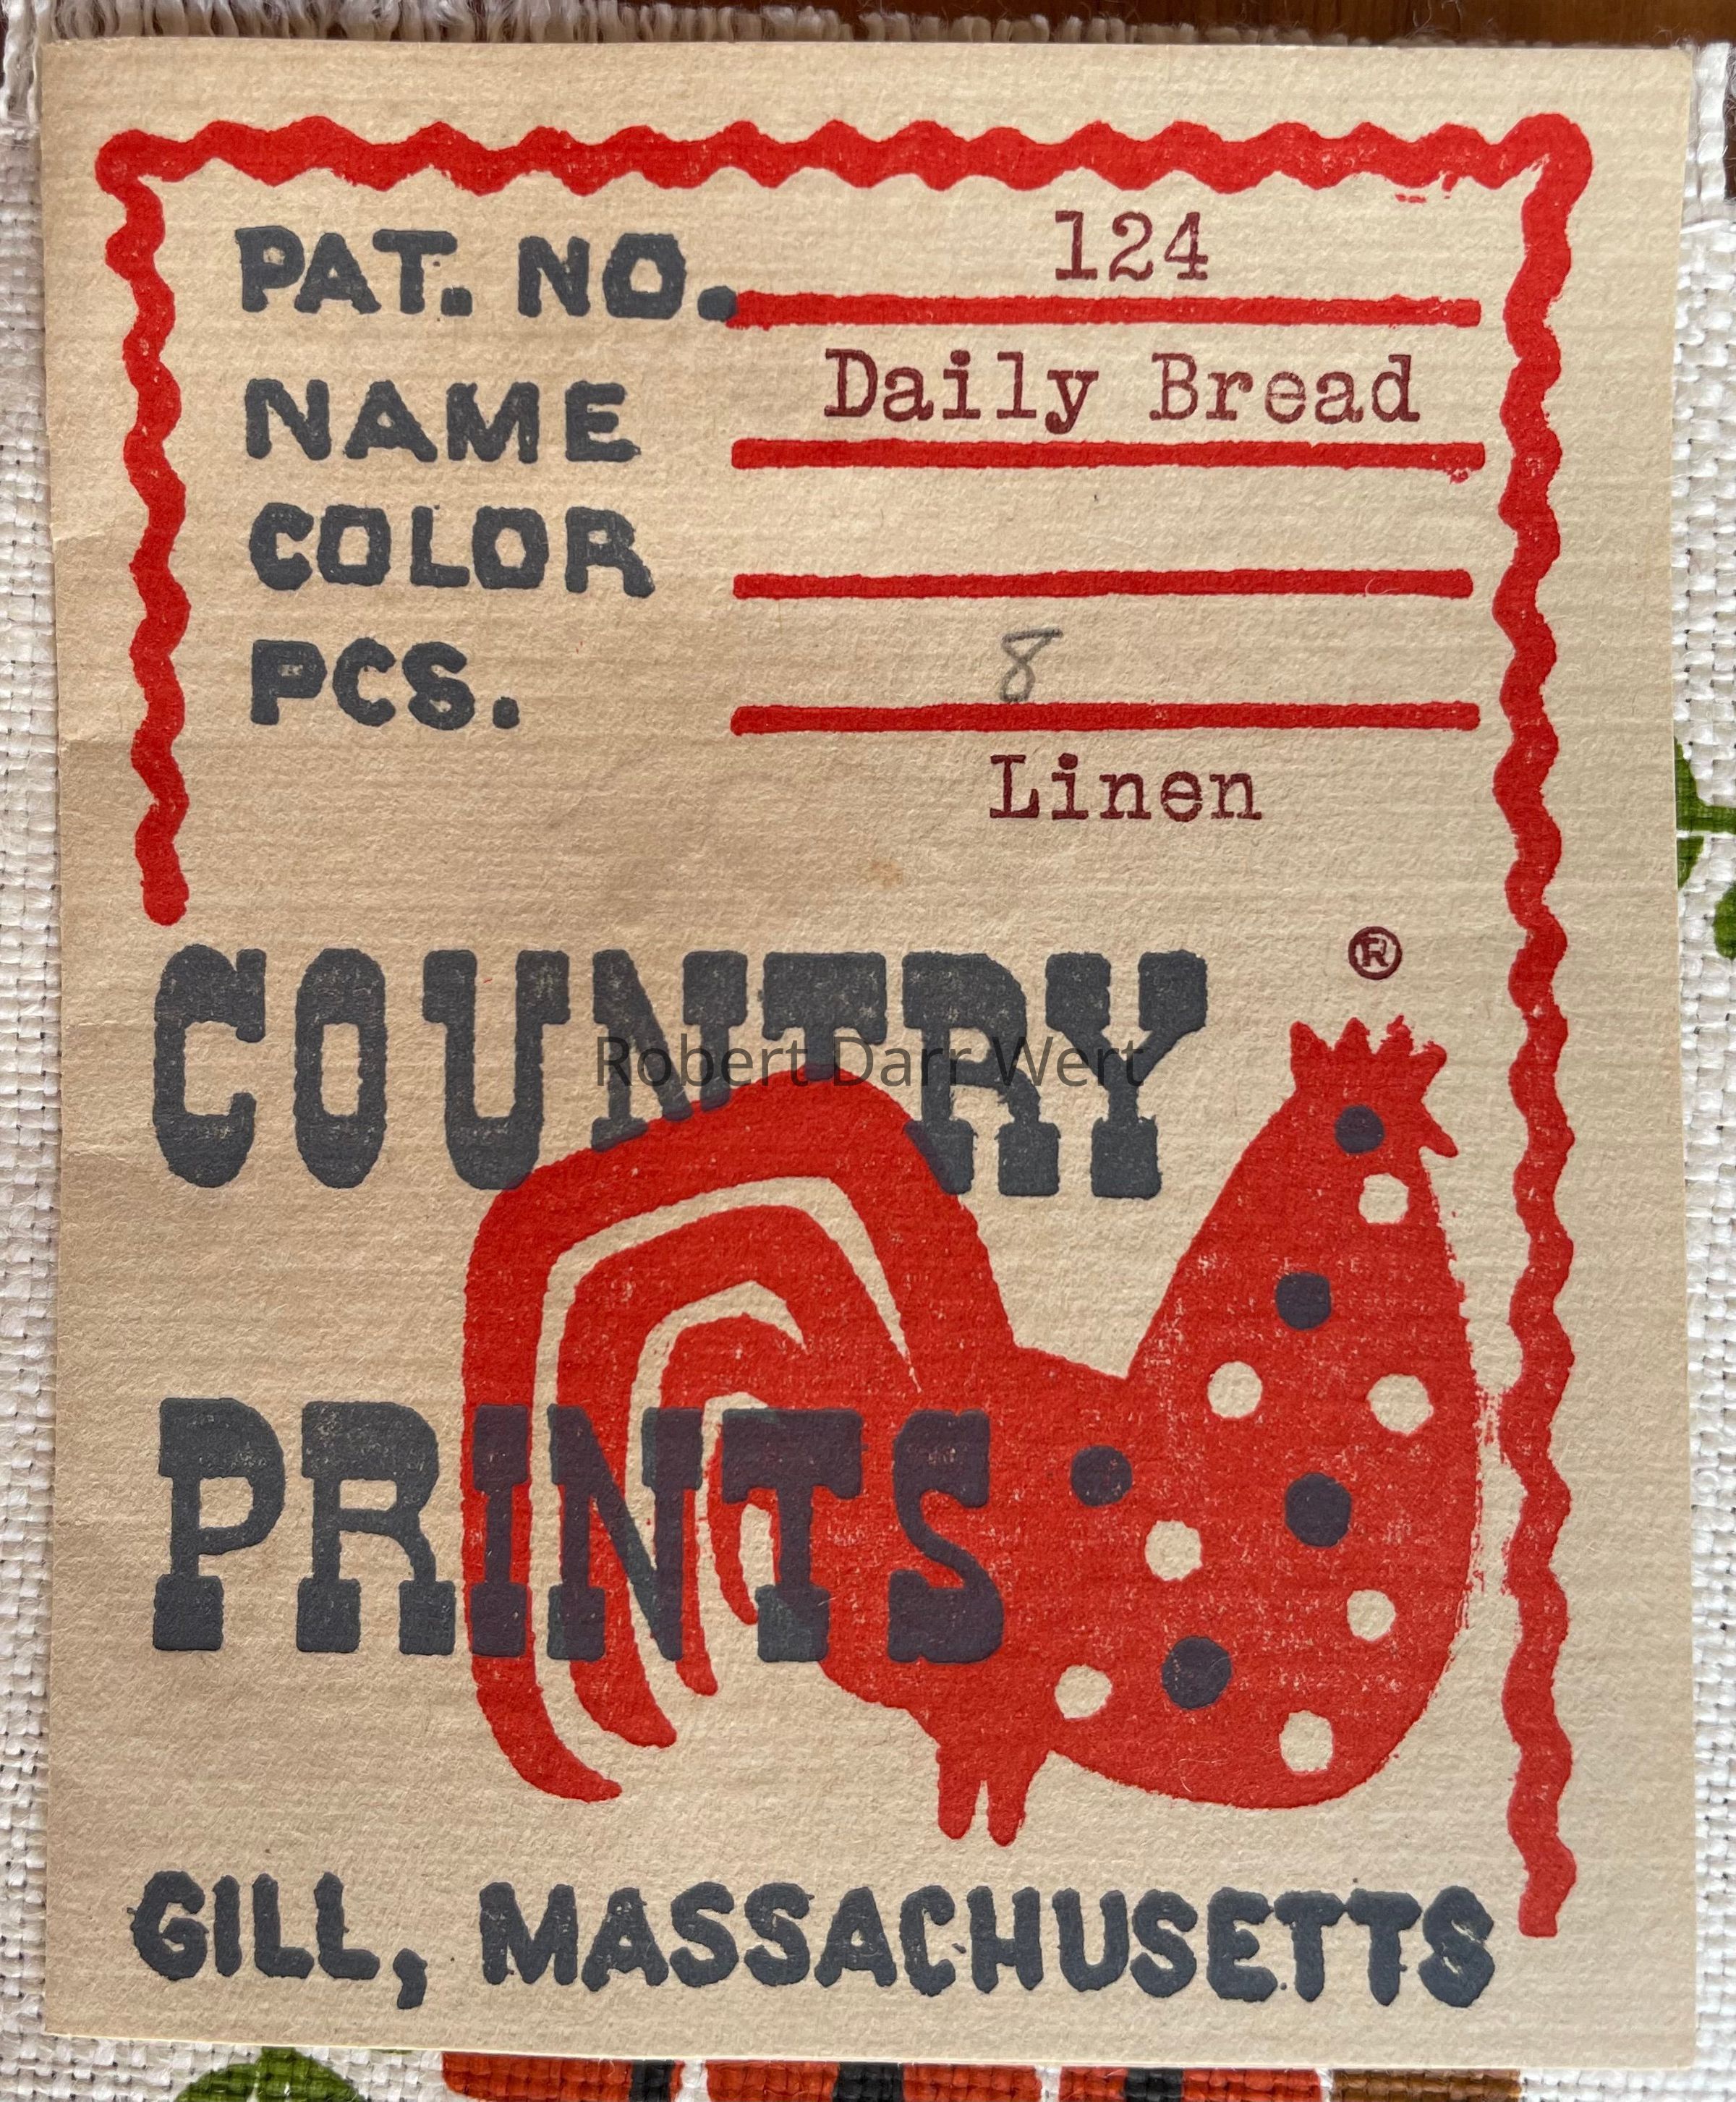 PAT. NO. 124
NAME Daily Bread
COLOR
PCS. 8
Linen
COUNTRY ®
Robert Darr Wert
PRINTS
GILL, MASSACHUSETTS